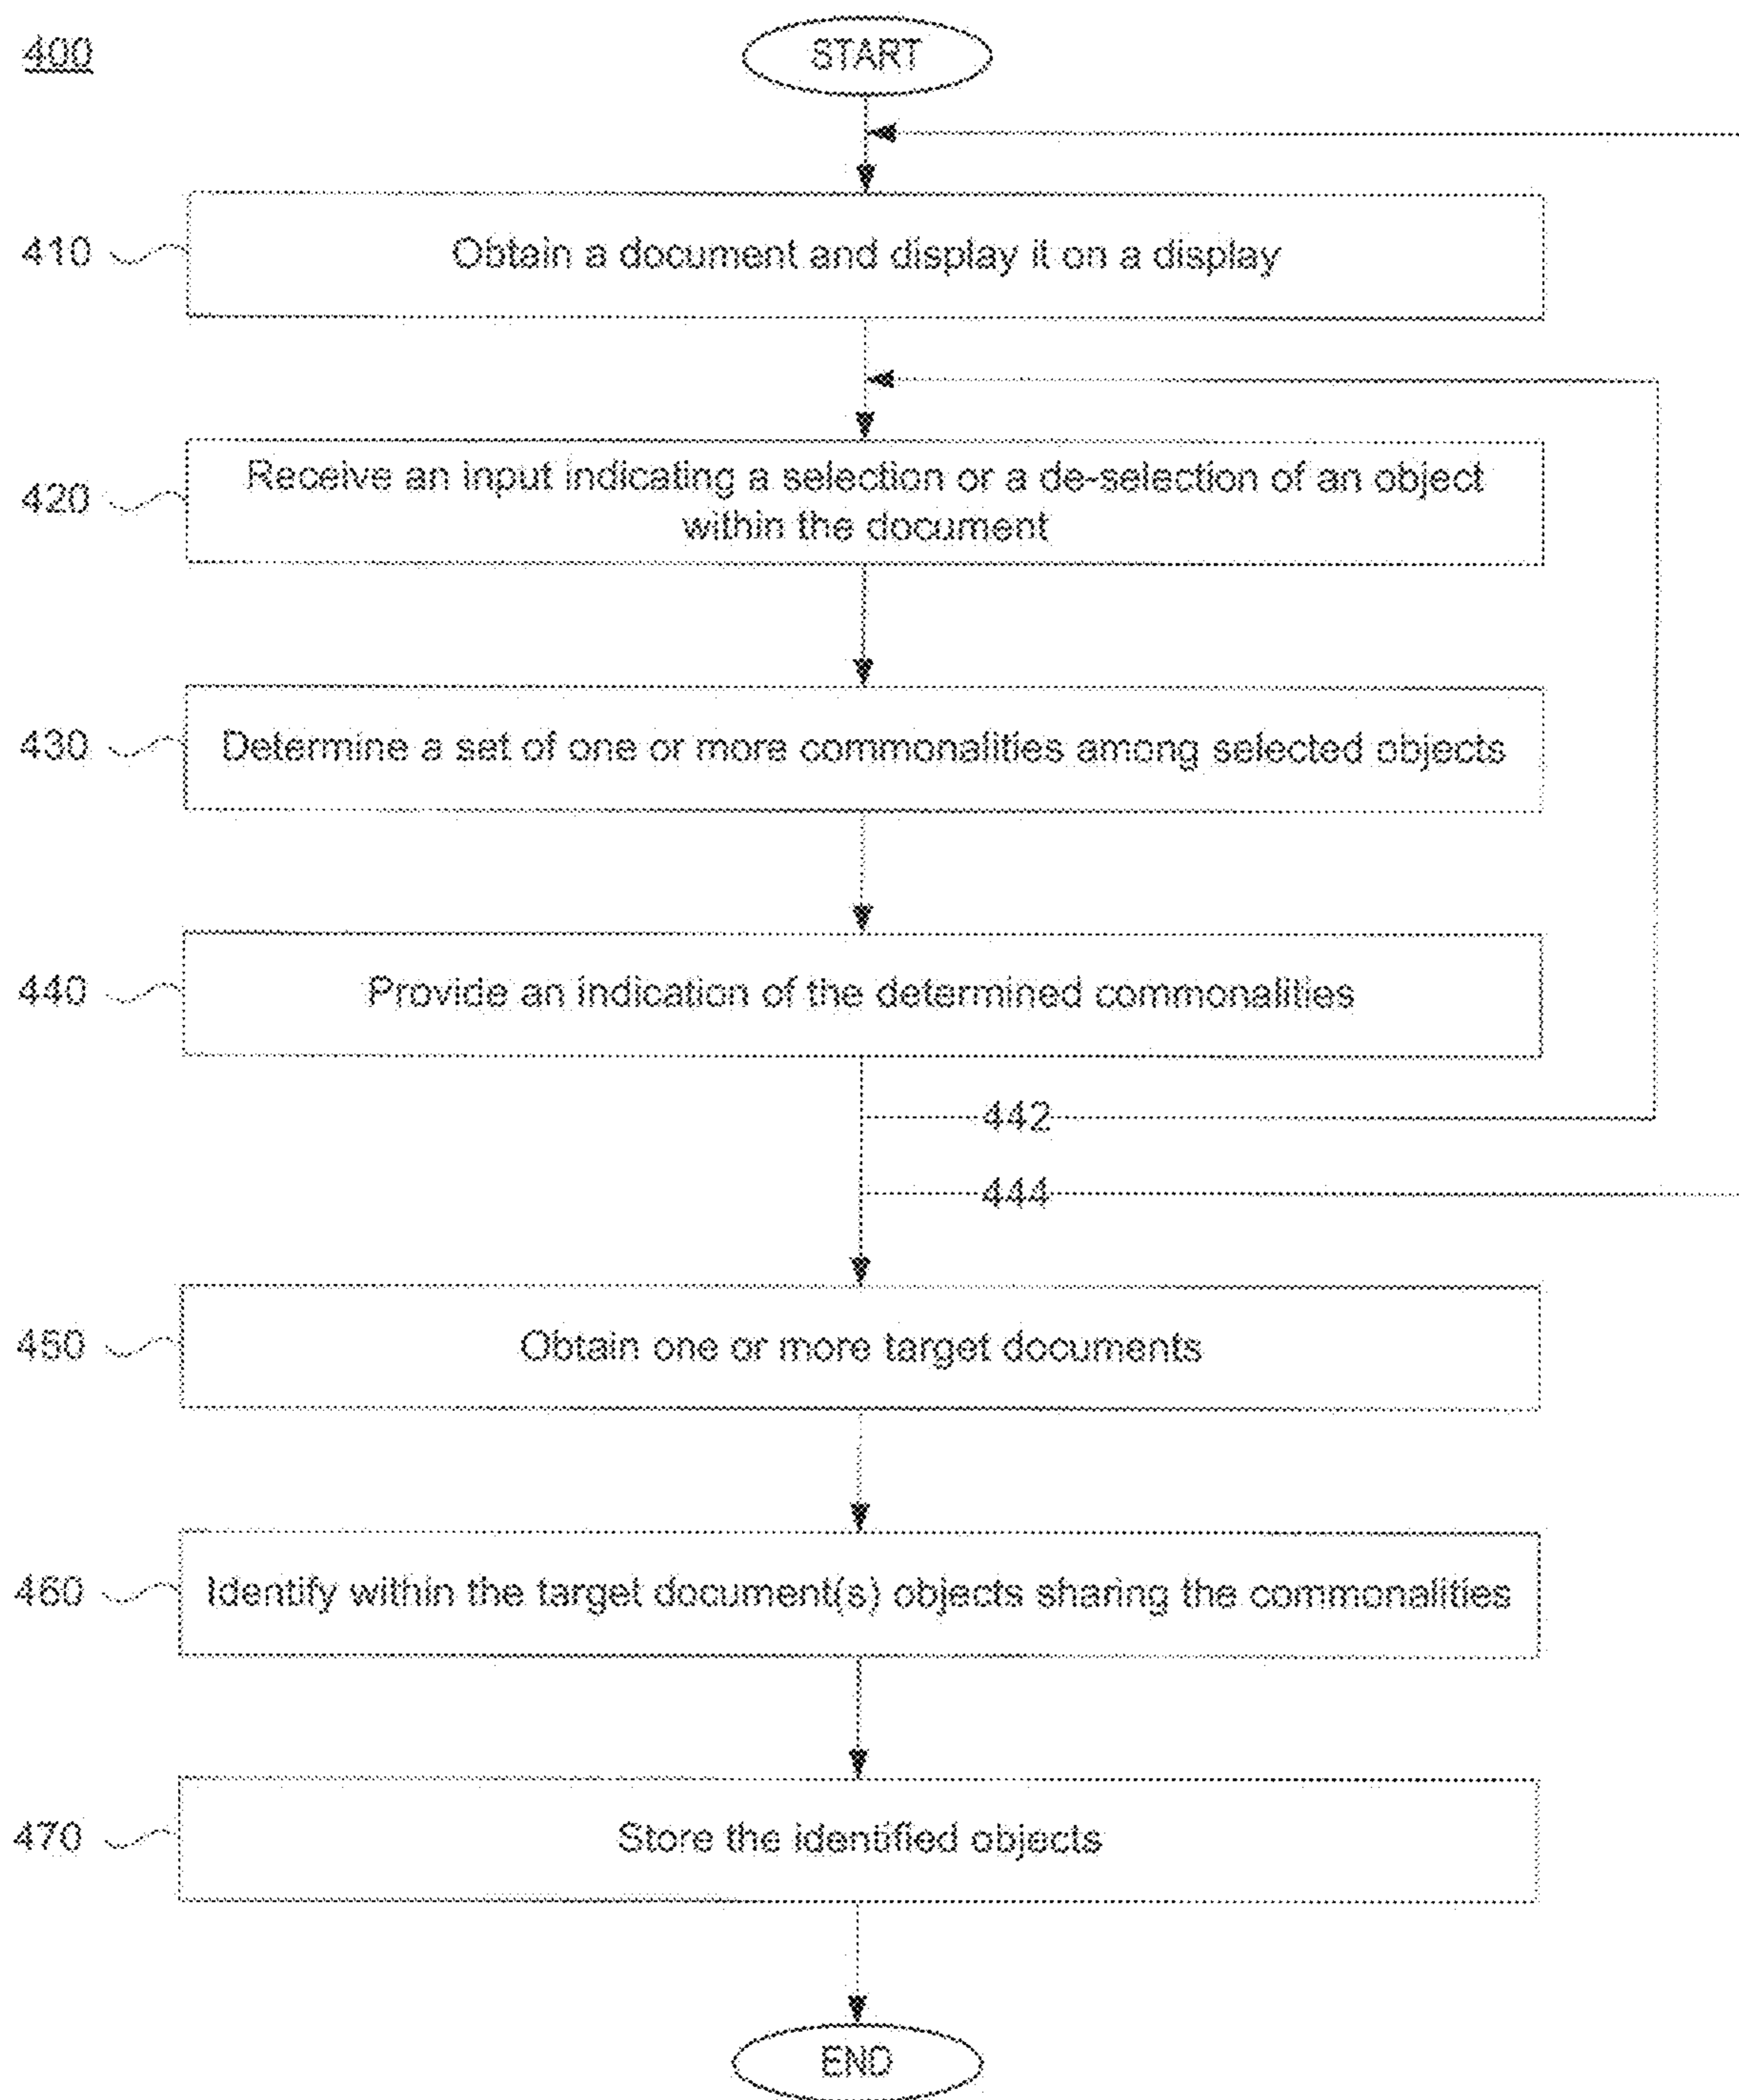 400
START
410
Obtain a document and display it on a display
420
Receive an input indicating a selection or a de-selection of an object
within the document
430
Determine a set of one or more commonalities among selected objects
440
Provide an indication of the determined commonalities
442
444
450
Obtain one or more target documents
460
Identify within the target document(s) objects sharing the commonalities
470
Store the identified objects
END